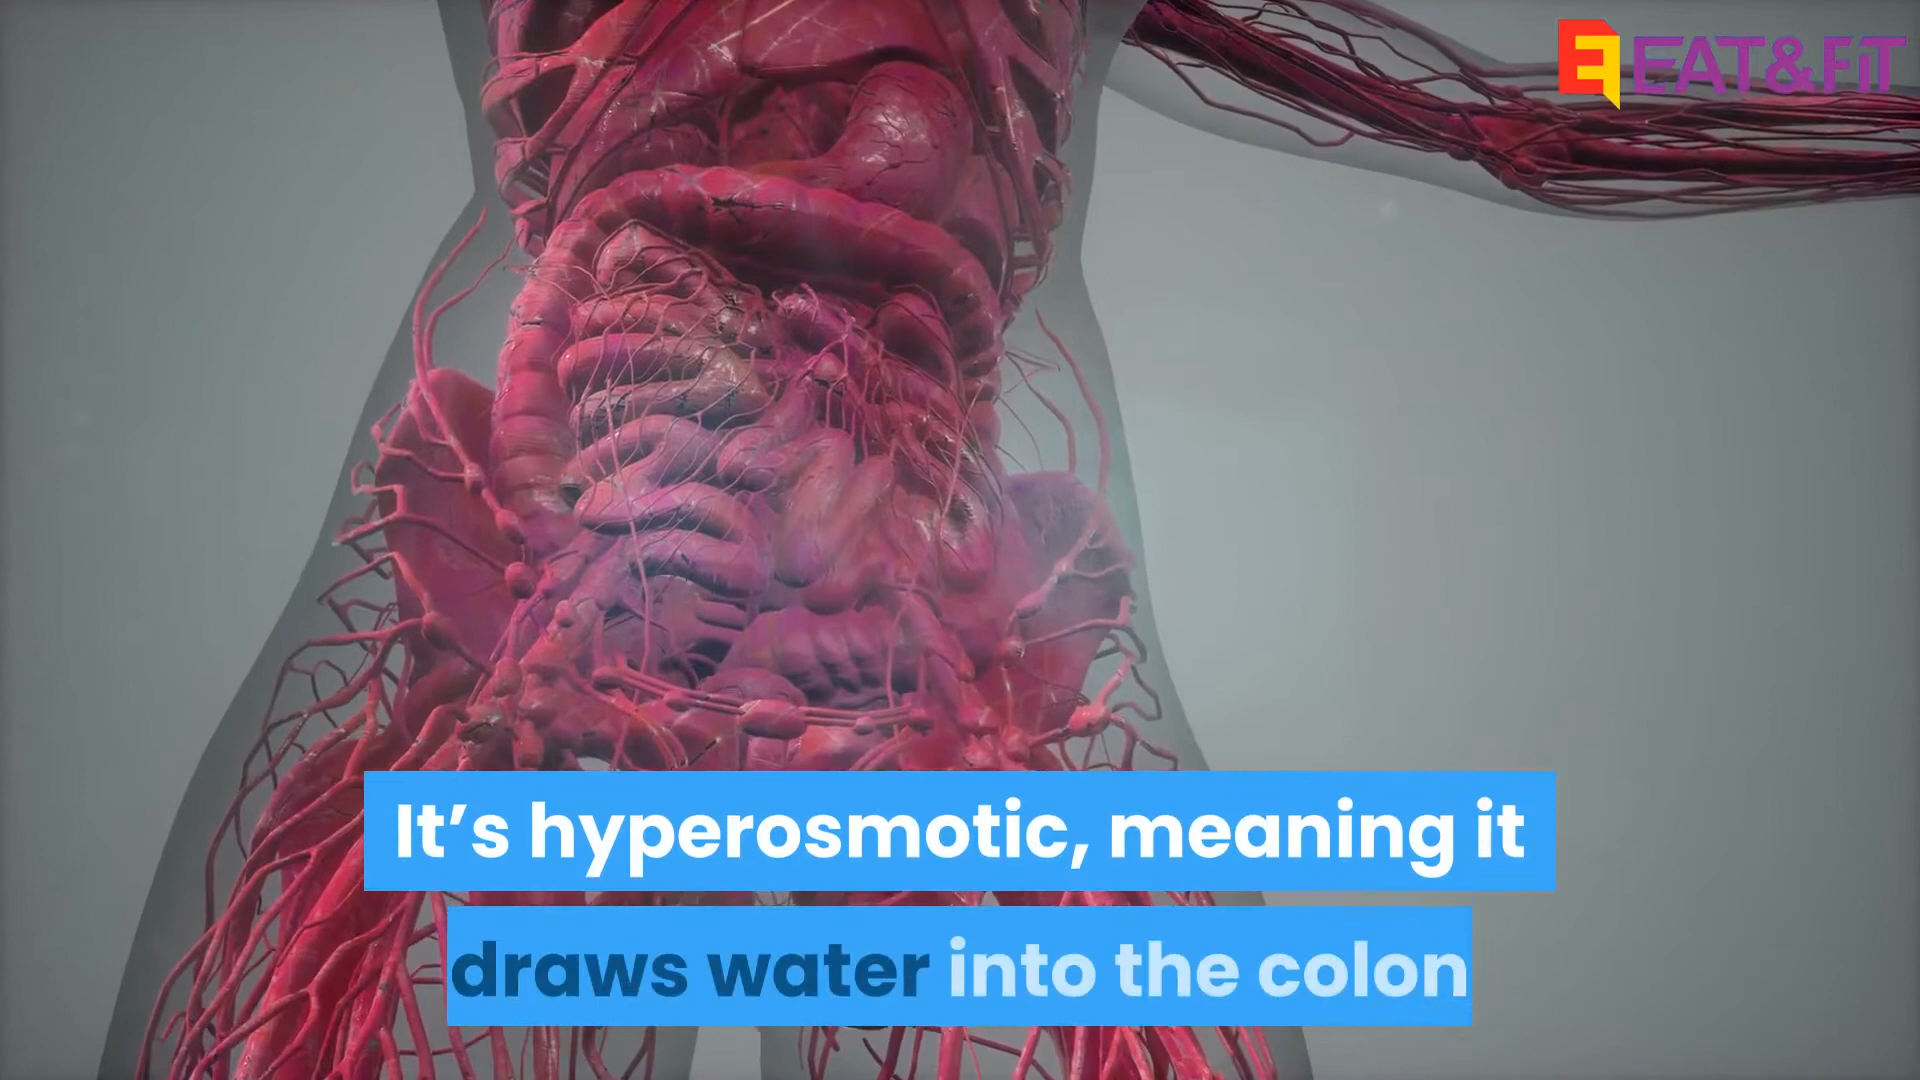 EAT&FIT
It’s hyperosmotic, meaning it
draws water into the colon